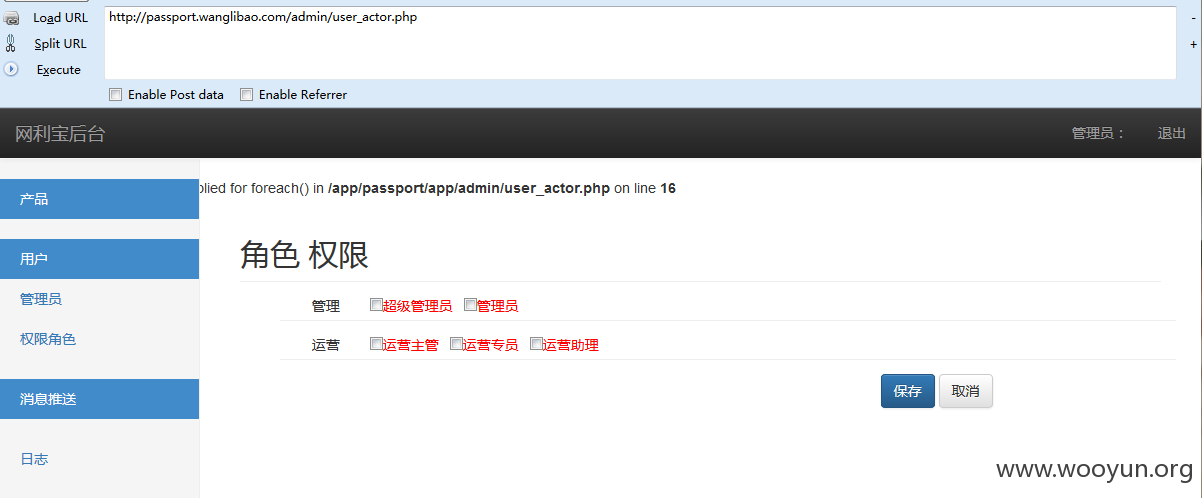 Load URL
http://passport.wanglibao.com/admin/user_actor.php
-
Split URL
+
Execute
Enable Post data Enable Referrer
网利宝后台 管理员： 退出
产品
plied for foreach() in /app/passport/app/admin/user_actor.php on line 16
用户
角色 权限
管理员
管理 超级管理员 管理员
权限角色
运营 运营主管 运营专员 运营助理
消息推送
保存 取消
日志
www.wooyun.org